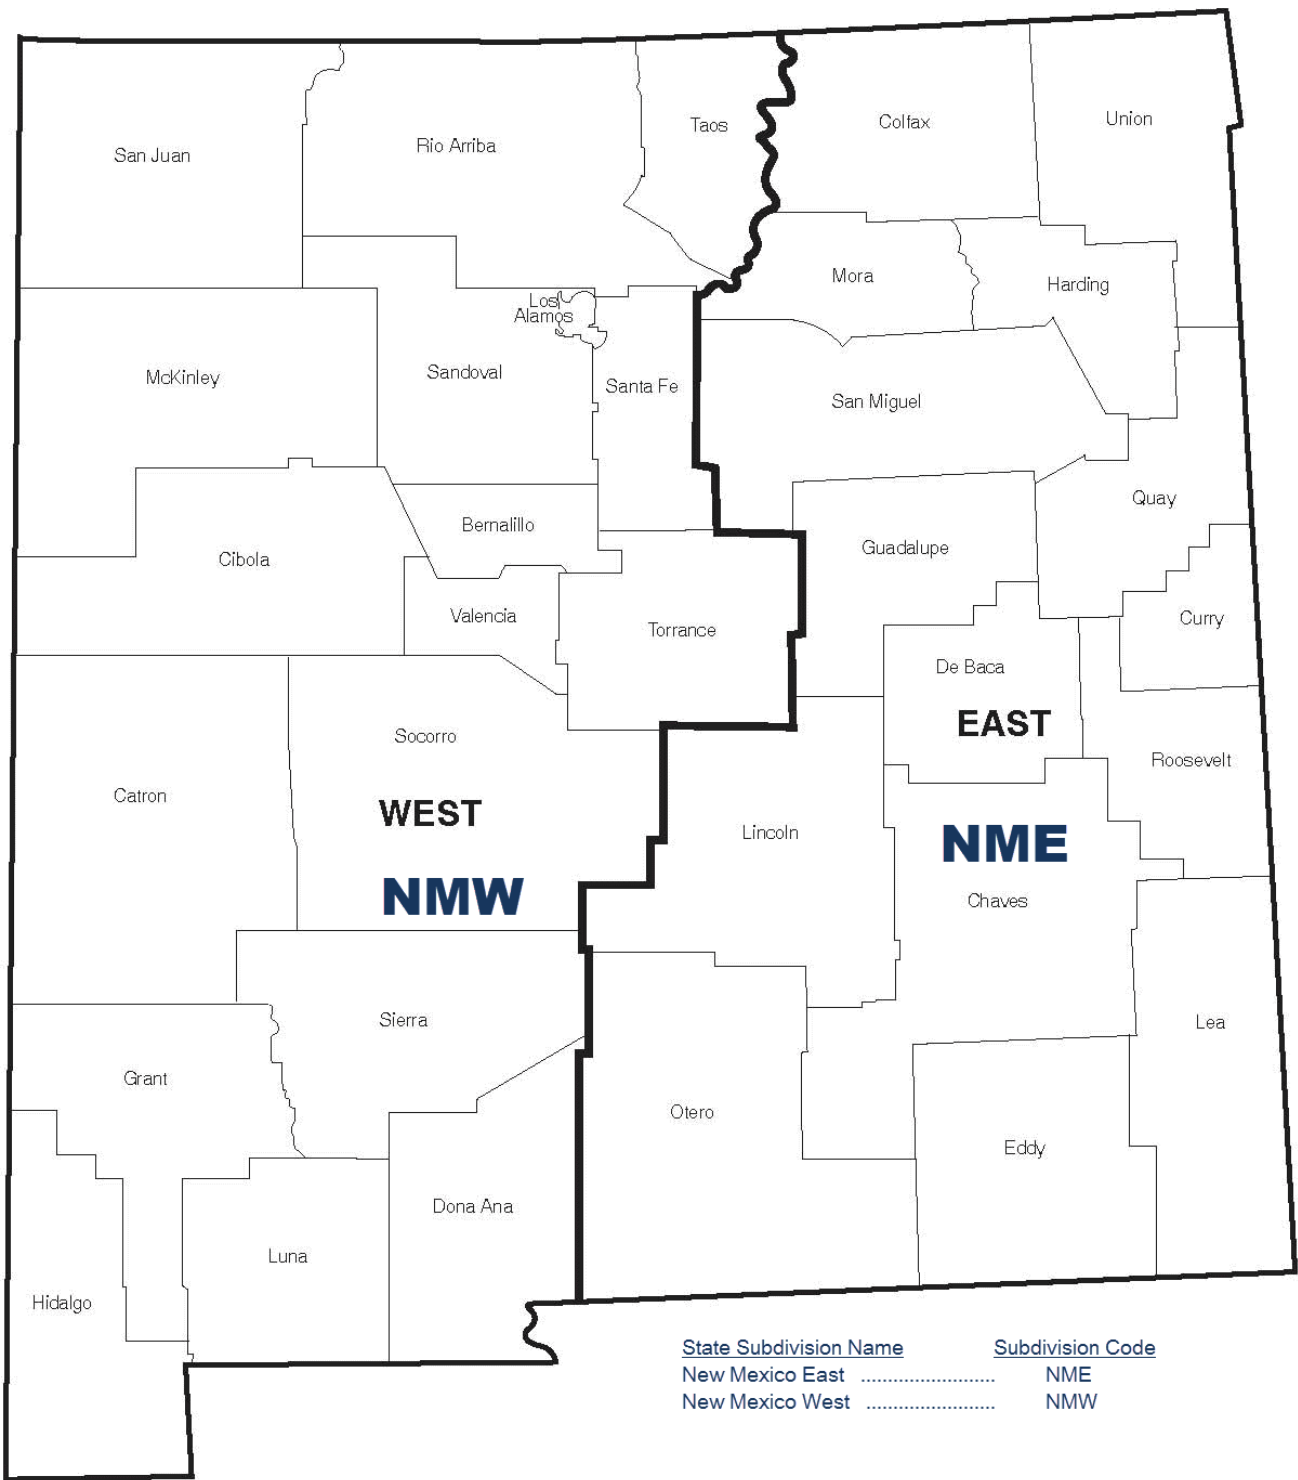 San Juan
Rio Arriba
Taos
Colfax
Union
Mora
Harding
Los
Alamos
McKinley
Sandoval
Santa Fe
San Miguel
Quay
Bernalillo
Guadalupe
Cibola
Valencia
Torrance
Curry
De Baca
EAST
Socorro
Roosevelt
Catron
WEST
Lincoln
NME
NMW
Chaves
Sierra
Lea
Grant
Otero
Eddy
Dona Ana
Luna
Hidalgo
State Subdivision Name Subdivision Code
New Mexico East ......................... NME
New Mexico West ........................ NMW